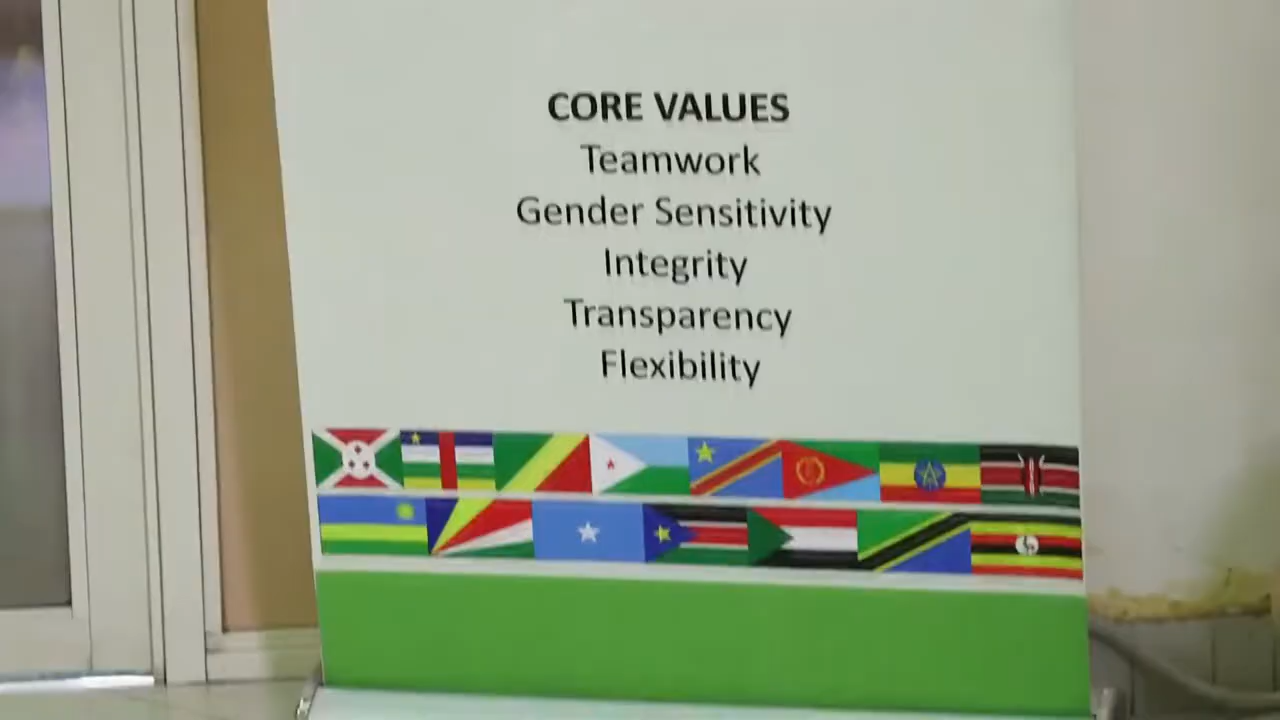 CORE VALUES
Teamwork
Gender Sensitivity
Integrity
Transparency
Flexibility